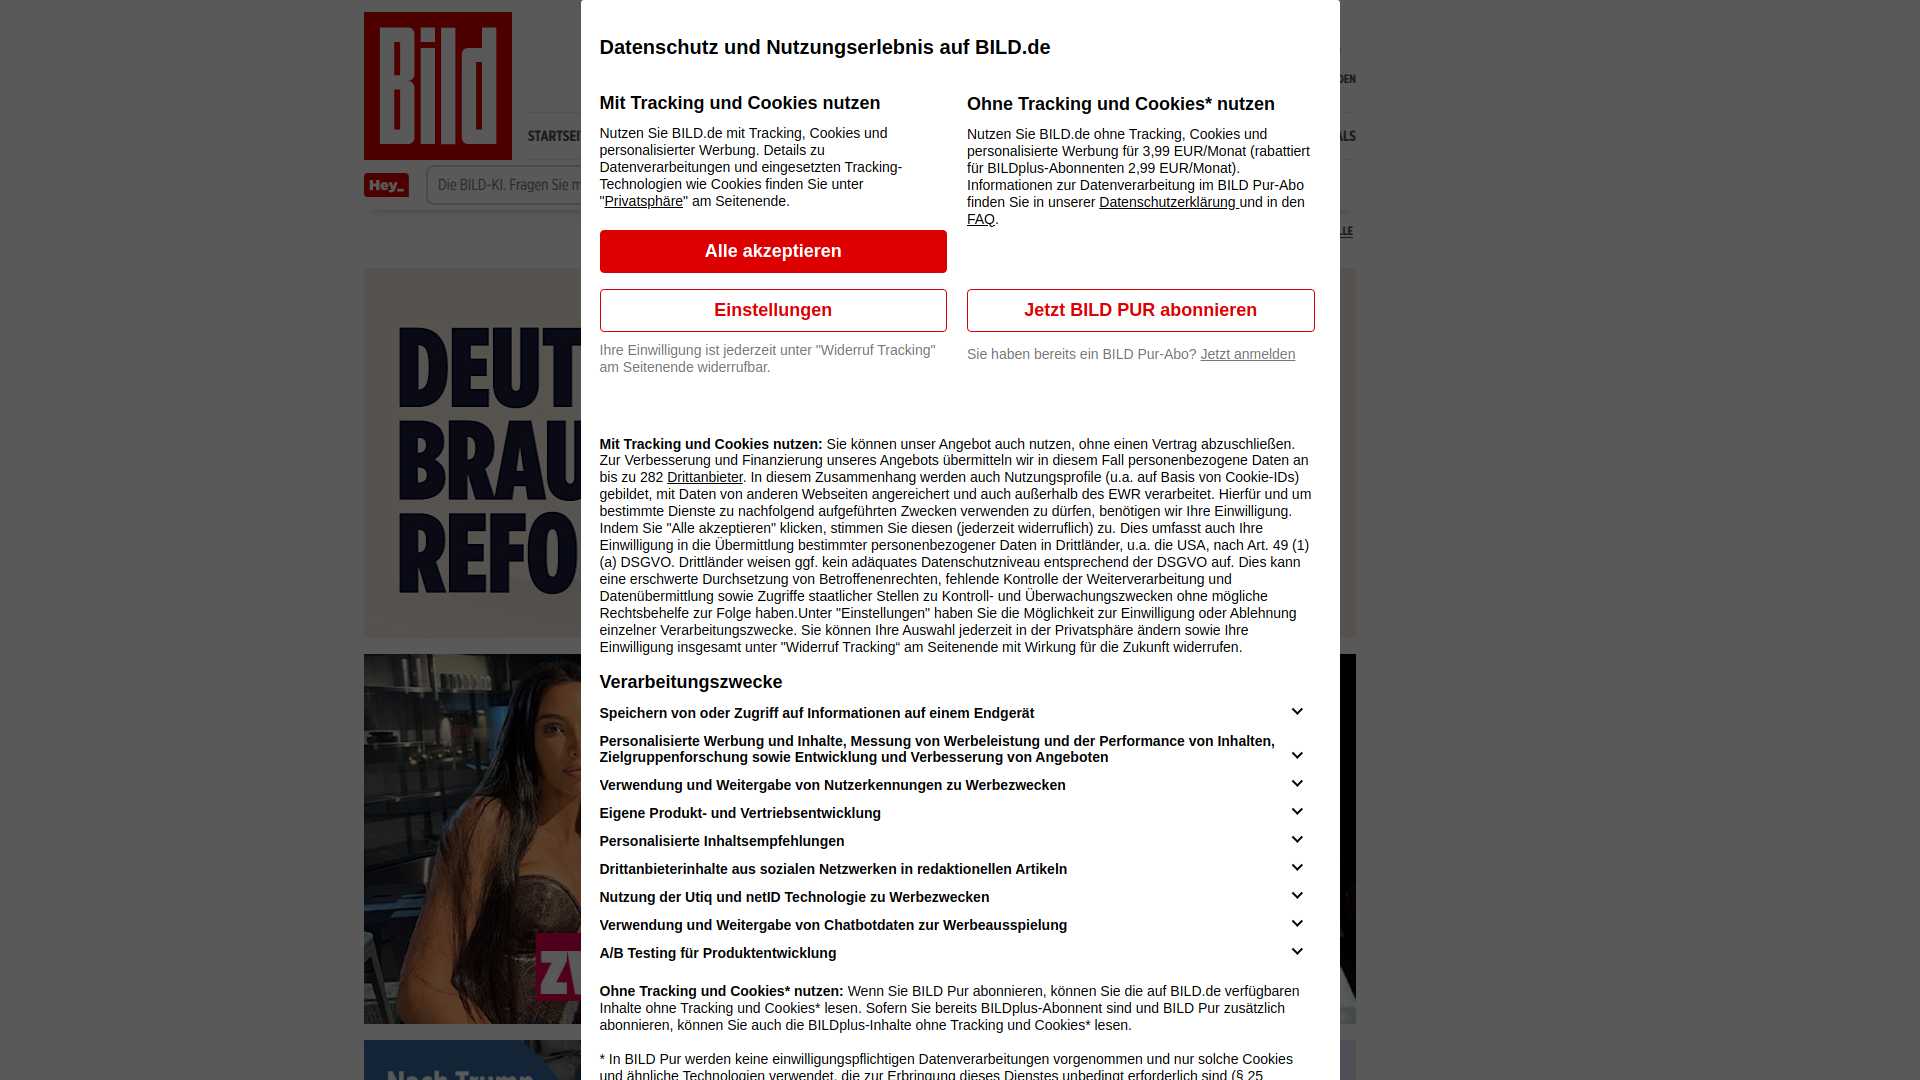 Bild
DEN
STARTSEI
ALS
Hey_
Die BILD-KI. Fragen Sie m
LLE
DEUT
BRAU
REFO
ZW
Nach Trump
Datenschutz und Nutzungserlebnis auf BILD.de
Mit Tracking und Cookies nutzen
Nutzen Sie BILD.de mit Tracking, Cookies und
personalisierter Werbung. Details zu
Datenverarbeitungen und eingesetzten Tracking-
Technologien wie Cookies finden Sie unter
"Privatsphäre" am Seitenende.
Alle akzeptieren
Einstellungen
Ihre Einwilligung ist jederzeit unter "Widerruf Tracking"
am Seitenende widerrufbar.
Ohne Tracking und Cookies* nutzen
Nutzen Sie BILD.de ohne Tracking, Cookies und
personalisierte Werbung für 3,99 EUR/Monat (rabattiert
für BILDplus-Abonnenten 2,99 EUR/Monat).
Informationen zur Datenverarbeitung im BILD Pur-Abo
finden Sie in unserer Datenschutzerklärung und in den
FAQ.
Jetzt BILD PUR abonnieren
Sie haben bereits ein BILD Pur-Abo? Jetzt anmelden
Mit Tracking und Cookies nutzen: Sie können unser Angebot auch nutzen, ohne einen Vertrag abzuschließen.
Zur Verbesserung und Finanzierung unseres Angebots übermitteln wir in diesem Fall personenbezogene Daten an
bis zu 282 Drittanbieter. In diesem Zusammenhang werden auch Nutzungsprofile (u.a. auf Basis von Cookie-IDs)
gebildet, mit Daten von anderen Webseiten angereichert und auch außerhalb des EWR verarbeitet. Hierfür und um
bestimmte Dienste zu nachfolgend aufgeführten Zwecken verwenden zu dürfen, benötigen wir Ihre Einwilligung.
Indem Sie "Alle akzeptieren" klicken, stimmen Sie diesen (jederzeit widerruflich) zu. Dies umfasst auch Ihre
Einwilligung in die Übermittlung bestimmter personenbezogener Daten in Drittländer, u.a. die USA, nach Art. 49 (1)
(a) DSGVO. Drittländer weisen ggf. kein adäquates Datenschutzniveau entsprechend der DSGVO auf. Dies kann
eine erschwerte Durchsetzung von Betroffenenrechten, fehlende Kontrolle der Weiterverarbeitung und
Datenübermittlung sowie Zugriffe staatlicher Stellen zu Kontroll- und Überwachungszwecken ohne mögliche
Rechtsbehelfe zur Folge haben.Unter "Einstellungen" haben Sie die Möglichkeit zur Einwilligung oder Ablehnung
einzelner Verarbeitungszwecke. Sie können Ihre Auswahl jederzeit in der Privatsphäre ändern sowie Ihre
Einwilligung insgesamt unter "Widerruf Tracking“ am Seitenende mit Wirkung für die Zukunft widerrufen.
Verarbeitungszwecke
Speichern von oder Zugriff auf Informationen auf einem Endgerät
Personalisierte Werbung und Inhalte, Messung von Werbeleistung und der Performance von Inhalten,
Zielgruppenforschung sowie Entwicklung und Verbesserung von Angeboten
Verwendung und Weitergabe von Nutzerkennungen zu Werbezwecken
Eigene Produkt- und Vertriebsentwicklung
Personalisierte Inhaltsempfehlungen
Drittanbieterinhalte aus sozialen Netzwerken in redaktionellen Artikeln
Nutzung der Utiq und netID Technologie zu Werbezwecken
Verwendung und Weitergabe von Chatbotdaten zur Werbeausspielung
A/B Testing für Produktentwicklung
Ohne Tracking und Cookies* nutzen: Wenn Sie BILD Pur abonnieren, können Sie die auf BILD.de verfügbaren
Inhalte ohne Tracking und Cookies* lesen. Sofern Sie bereits BILDplus-Abonnent sind und BILD Pur zusätzlich
abonnieren, können Sie auch die BILDplus-Inhalte ohne Tracking und Cookies* lesen.
* In BILD Pur werden keine einwilligungspflichtigen Datenverarbeitungen vorgenommen und nur solche Cookies
und ähnliche Technologien verwendet, die zur Erbringung dieses Dienstes unbedingt erforderlich sind (§ 25